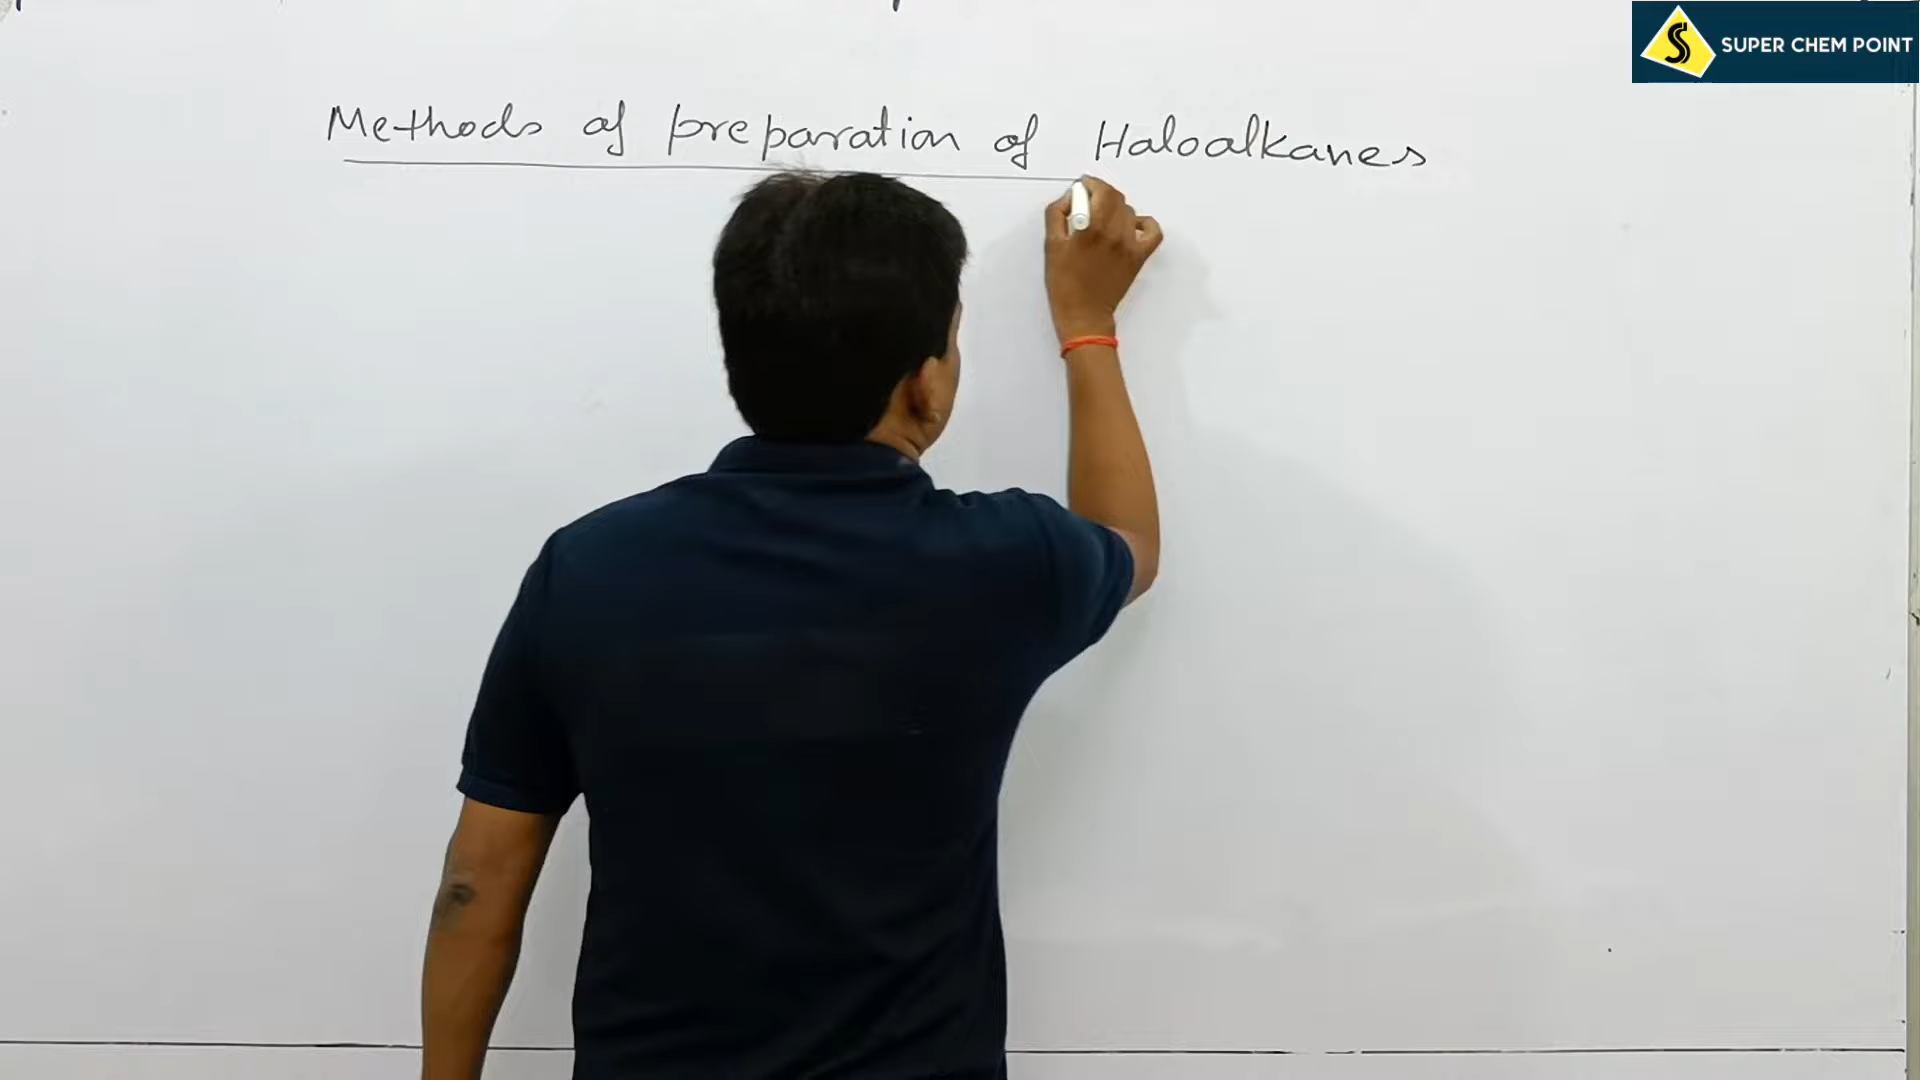 SUPER CHEM POINT
Methods of preparation of Haloalkanes